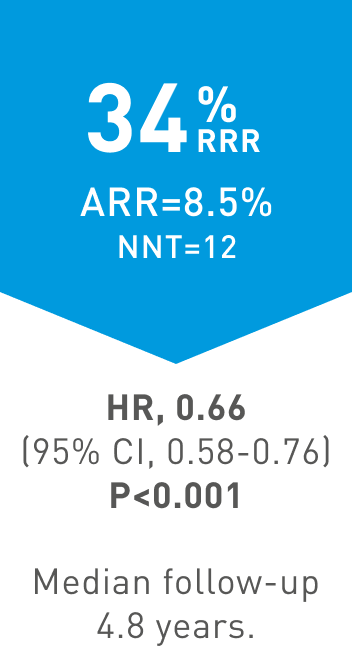 34%
RRR
ARR=8.5%
NNT=12
HR, 0.66
(95% CI, 0.58-0.76)
P<0.001
Median follow-up
4.8 years.